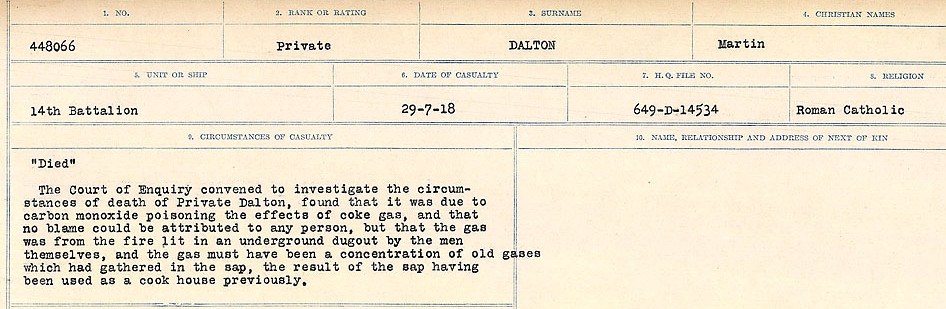 1. NO. 2. RANK OR RATING 3. SURNAME 4. CHRISTIAN NAMES
448066 Private DALTON Martin
5. UNIT OR SHIP 6. DATE OF CASUALTY 7. H. Q. FILE NO. 8. RELIGION
14th Battalion 29-7-18 649-D-14534 Roman Catholic
9. CIRCUMSTANCES OF CASUALTY 10. NAME, RELATIONSHIP AND ADDRESS OF NEXT OF KIN
"Died"
The Court of Enquiry convened to investigate the circum-
stances of death of Private Dalton, found that it was due to
carbon monoxide poisoning the effects of coke gas, and that
no blame could be attributed to any person, but that the gas
was from the fire lit in an underground dugout by the men
themselves, and the gas must have been a concentration of old gases
which had gathered in the sap, the result of the sap having
been used as a cook house previously.